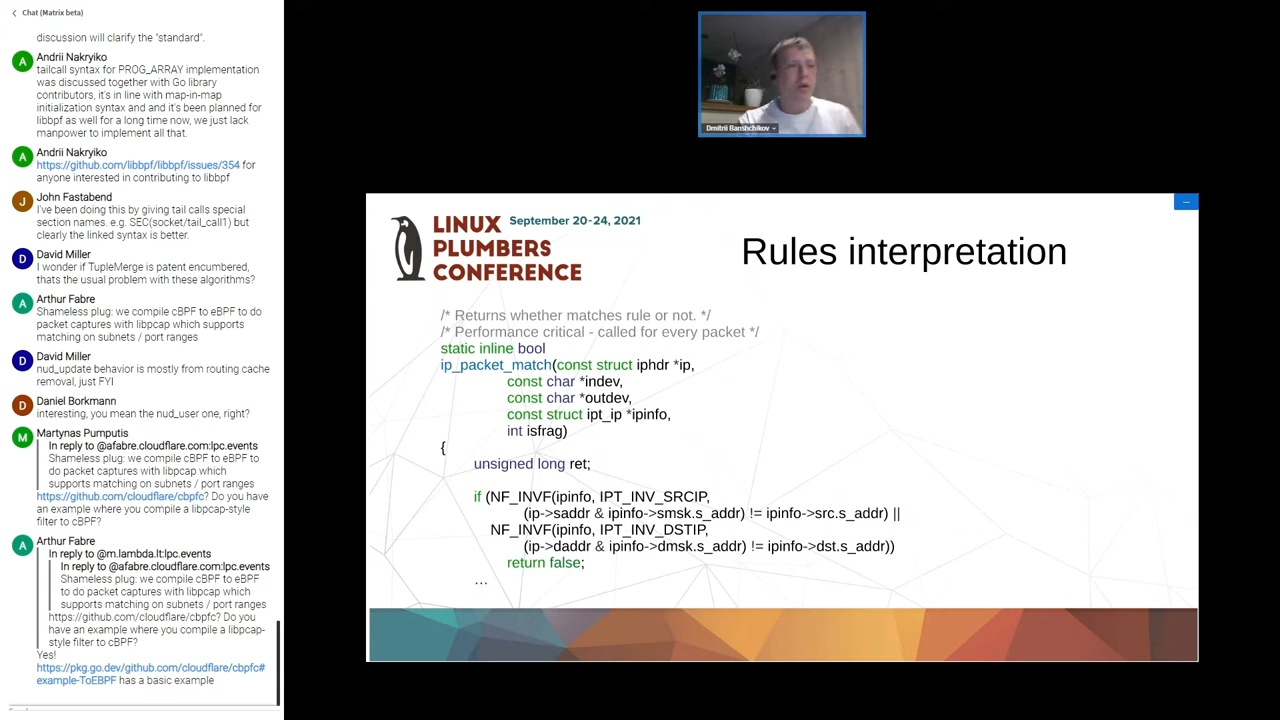 Chat (Matrix beta)
discussion will clarify the "standard".
Andrii Nakryiko
A
tailcall syntax for PROG_ARRAY implementation
was discussed together with Go library
contributors, it's in line with map-in-map
initialization syntax and and it's been planned for
libbpf as well for a long time now, we just lack
manpower to implement all that.
Andrii Nakryiko
A
https://github.com/libbpf/libbpf/issues/354 for
anyone interested in contributing to libbpf
John Fastabend
J
I've been doing this by giving tail calls special
section names. e.g. SEC(socket/tail_call1) but
clearly the linked syntax is better.
David Miller
D
I wonder if TupleMerge is patent encumbered,
thats the usual problem with these algorithms?
Arthur Fabre
A
Shameless plug: we compile cBPF to eBPF to do
packet captures with libpcap which supports
matching on subnets / port ranges
David Miller
D
nud_update behavior is mostly from routing cache
removal, just FYI
Daniel Borkmann
D
interesting, you mean the nud_user one, right?
Martynas Pumputis
M
In reply to @afabre.cloudflare.com:lpc.events
Shameless plug: we compile cBPF to eBPF to
do packet captures with libpcap which
supports matching on subnets / port ranges
https://github.com/cloudflare/cbpfc? Do you have
an example where you compile a libpcap-style
filter to cBPF?
Arthur Fabre
A
In reply to @m.lambda.lt:lpc.events
In reply to @afabre.cloudflare.com:lpc.events
Shameless plug: we compile cBPF to eBPF
to do packet captures with libpcap which
supports matching on subnets / port ranges
https://github.com/cloudflare/cbpfc? Do you
have an example where you compile a libpcap-
style filter to cBPF?
Yes!
https://pkg.go.dev/github.com/cloudflare/cbpfc#
example-ToEBPF has a basic example
Dmitrii Banshchikov
LINUX September 20-24, 2021
PLUMBERS
CONFERENCE
Rules interpretation
/* Returns whether matches rule or not. */
/* Performance critical - called for every packet */
static inline bool
ip_packet_match(const struct iphdr *ip,
const char *indev,
const char *outdev,
const struct ipt_ip *ipinfo,
int isfrag)
{
unsigned long ret;
if (NF_INVF(ipinfo, IPT_INV_SRCIP,
(ip->saddr & ipinfo->smsk.s_addr) != ipinfo->src.s_addr) ||
NF_INVF(ipinfo, IPT_INV_DSTIP,
(ip->daddr & ipinfo->dmsk.s_addr) != ipinfo->dst.s_addr))
return false;
…